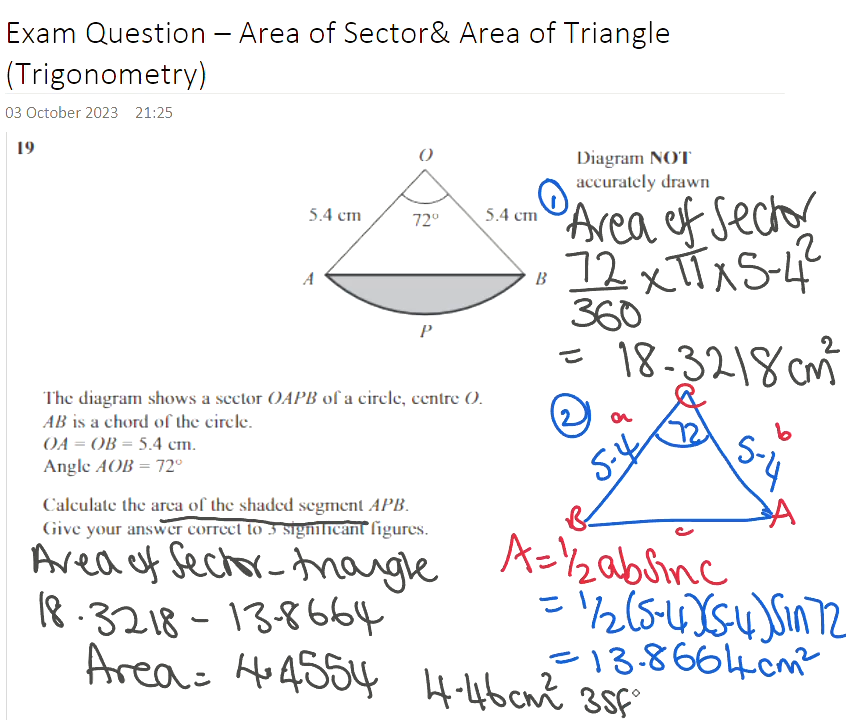 Exam Question – Area of Sector& Area of Triangle
(Trigonometry)
03 October 2023 21:25
19
O
Diagram NOT
accurately drawn
5.4 cm
72°
5.4 cm
A
B
P
① Area of Sector
72/360 × π × 5.4²
= 18.3218 cm²
The diagram shows a sector OAPB of a circle, centre O.
AB is a chord of the circle.
OA = OB = 5.4 cm.
Angle AOB = 72°
Calculate the area of the shaded segment APB.
Give your answer correct to 3 significant figures.
②
C
a
72
b
5.4
5.4
B
A
c
A = ½ab Sinc
= ½(5.4)(5.4) Sin 72
= 13.8664 cm²
Area of Sector - triangle
18.3218 - 13.8664
Area = 4.4554
4.46 cm² 3sf